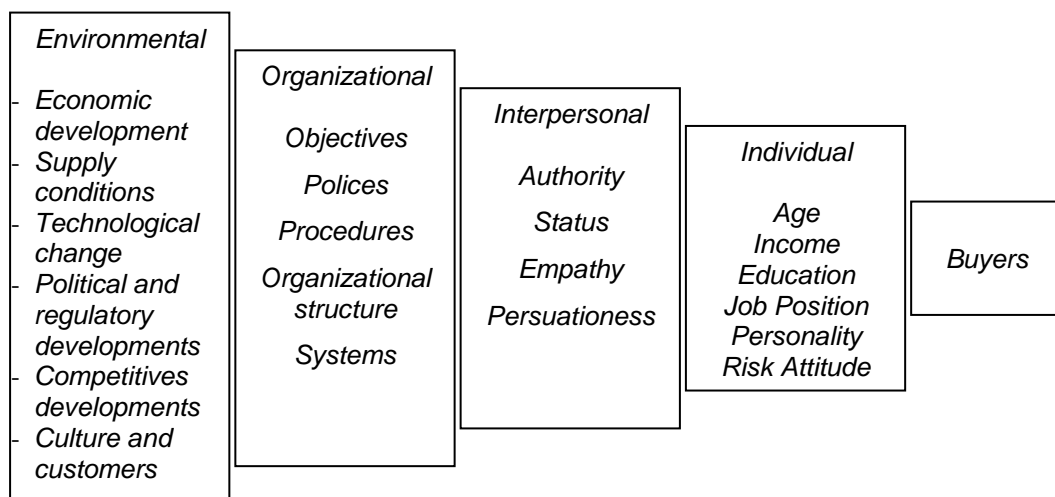 Environmental
- Economic
development
- Supply
conditions
- Technological
change
- Political and
regulatory
developments
- Competitives
developments
- Culture and
customers
Organizational
Objectives
Polices
Procedures
Organizational
structure
Systems
Interpersonal
Authority
Status
Empathy
Persuationess
Individual
Age
Income
Education
Job Position
Personality
Risk Attitude
Buyers